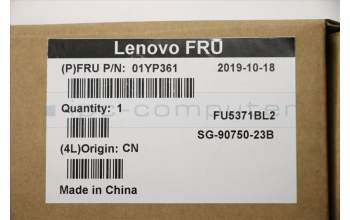 Lenovo FRU
(P)FRU P/N: 01YP361 2019-10-18
Quantity: 1 FU5371BL2
SG-90750-23B
(4L)Origin: CN
Made in China